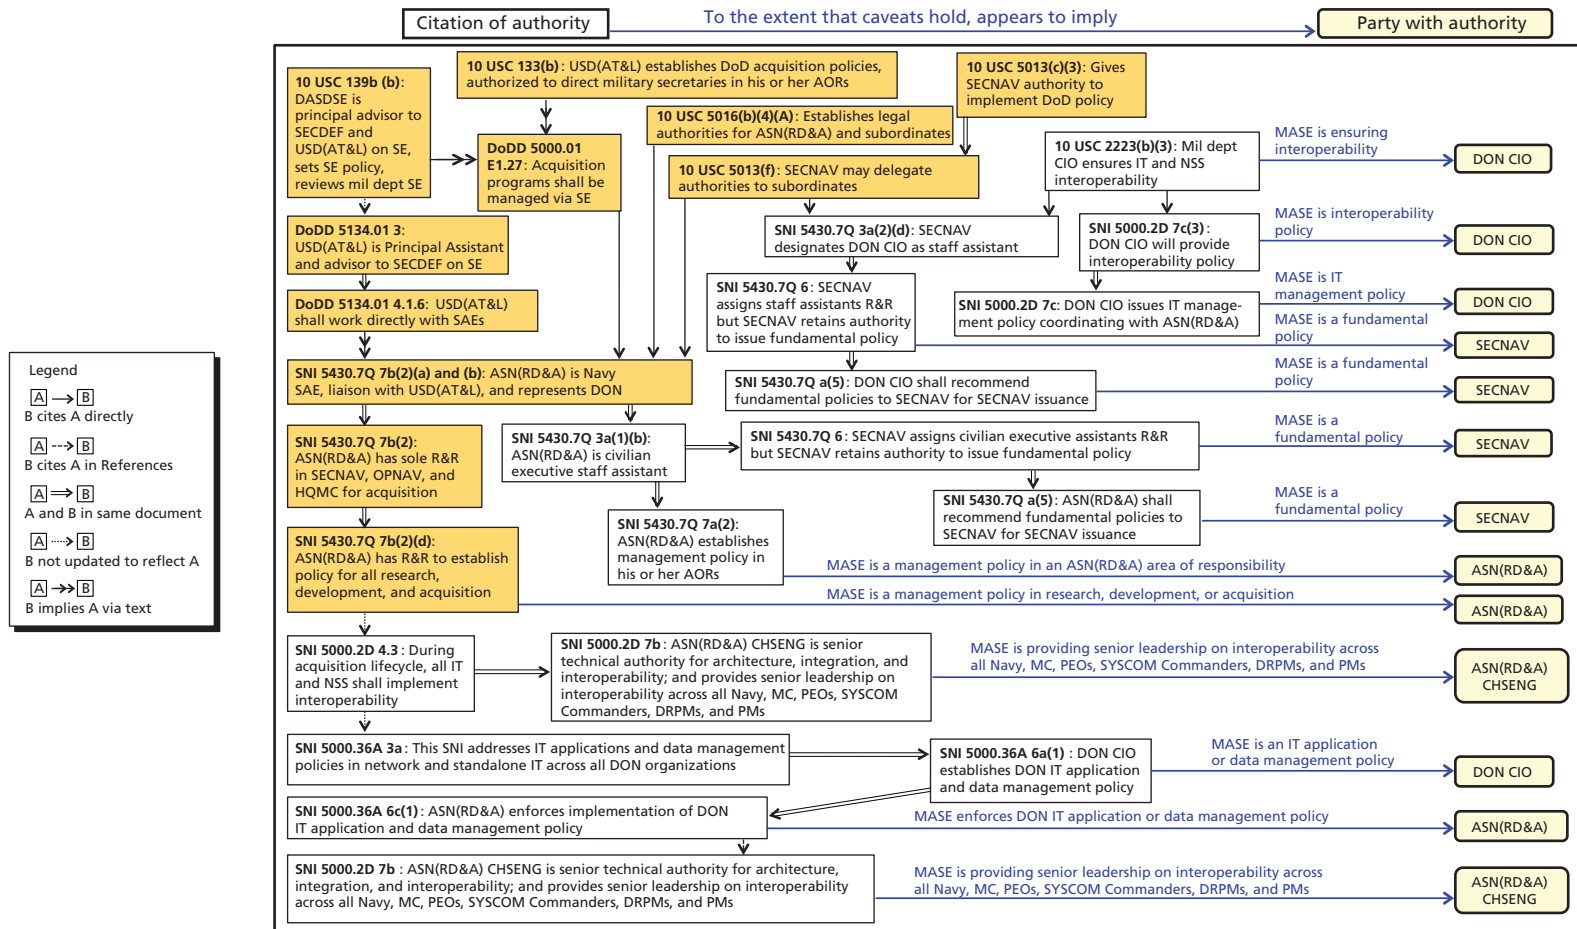 Citation of authority
To the extent that caveats hold, appears to imply
Party with authority
10 USC 139b (b):
DASDSE is
principal advisor to
SECDEF and
USD(AT&L) on SE,
sets SE policy,
reviews mil dept SE
10 USC 133(b): USD(AT&L) establishes DoD acquisition policies,
authorized to direct military secretaries in his or her AORs
10 USC 5013(c)(3): Gives
SECNAV authority to
implement DoD policy
10 USC 5016(b)(4)(A): Establishes legal
authorities for ASN(RD&A) and subordinates
DoDD 5000.01
E1.27: Acquisition
programs shall be
managed via SE
10 USC 5013(f): SECNAV may delegate
authorities to subordinates
10 USC 2223(b)(3): Mil dept
CIO ensures IT and NSS
interoperability
MASE is ensuring
interoperability
DON CIO
DoDD 5134.01 3:
USD(AT&L) is Principal Assistant
and advisor to SECDEF on SE
SNI 5430.7Q 3a(2)(d): SECNAV
designates DON CIO as staff assistant
SNI 5000.2D 7c(3):
DON CIO will provide
interoperability policy
MASE is interoperability
policy
DON CIO
DoDD 5134.01 4.1.6: USD(AT&L)
shall work directly with SAEs
SNI 5430.7Q 6: SECNAV
assigns staff assistants R&R
but SECNAV retains authority
to issue fundamental policy
SNI 5000.2D 7c: DON CIO issues IT manage-
ment policy coordinating with ASN(RD&A)
MASE is IT
management policy
DON CIO
MASE is a fundamental
policy
SECNAV
SNI 5430.7Q 7b(2)(a) and (b): ASN(RD&A) is Navy
SAE, liaison with USD(AT&L), and represents DON
SNI 5430.7Q a(5): DON CIO shall recommend
fundamental policies to SECNAV for SECNAV issuance
MASE is a fundamental
policy
SECNAV
SNI 5430.7Q 7b(2):
ASN(RD&A) has sole R&R
in SECNAV, OPNAV, and
HQMC for acquisition
SNI 5430.7Q 3a(1)(b):
ASN(RD&A) is civilian
executive staff assistant
SNI 5430.7Q 6: SECNAV assigns civilian executive assistants R&R
but SECNAV retains authority to issue fundamental policy
MASE is a
fundamental policy
SECNAV
SNI 5430.7Q a(5): ASN(RD&A) shall
recommend fundamental policies to
SECNAV for SECNAV issuance
MASE is a
fundamental policy
SECNAV
SNI 5430.7Q 7a(2):
ASN(RD&A) establishes
management policy in
his or her AORs
SNI 5430.7Q 7b(2)(d):
ASN(RD&A) has R&R to establish
policy for all research,
development, and acquisition
MASE is a management policy in an ASN(RD&A) area of responsibility
ASN(RD&A)
MASE is a management policy in research, development, or acquisition
ASN(RD&A)
SNI 5000.2D 4.3: During
acquisition lifecycle, all IT
and NSS shall implement
interoperability
SNI 5000.2D 7b: ASN(RD&A) CHSENG is senior
technical authority for architecture, integration, and
interoperability; and provides senior leadership on
interoperability across all Navy, MC, PEOs, SYSCOM
Commanders, DRPMs, and PMs
MASE is providing senior leadership on interoperability across
all Navy, MC, PEOs, SYSCOM Commanders, DRPMs, and PMs
ASN(RD&A)
CHSENG
SNI 5000.36A 3a: This SNI addresses IT applications and data management
policies in network and standalone IT across all DON organizations
SNI 5000.36A 6a(1): DON CIO
establishes DON IT application
and data management policy
MASE is an IT application
or data management policy
DON CIO
SNI 5000.36A 6c(1): ASN(RD&A) enforces implementation of DON
IT application and data management policy
MASE enforces DON IT application or data management policy
ASN(RD&A)
SNI 5000.2D 7b: ASN(RD&A) CHSENG is senior technical authority for architecture,
integration, and interoperability; and provides senior leadership on interoperability
across all Navy, MC, PEOs, SYSCOM Commanders, DRPMs, and PMs
MASE is providing senior leadership on interoperability across
all Navy, MC, PEOs, SYSCOM Commanders, DRPMs, and PMs
ASN(RD&A)
CHSENG
Legend
A B
B cites A directly
A B
B cites A in References
A B
A and B in same document
A B
B not updated to reflect A
A B
B implies A via text